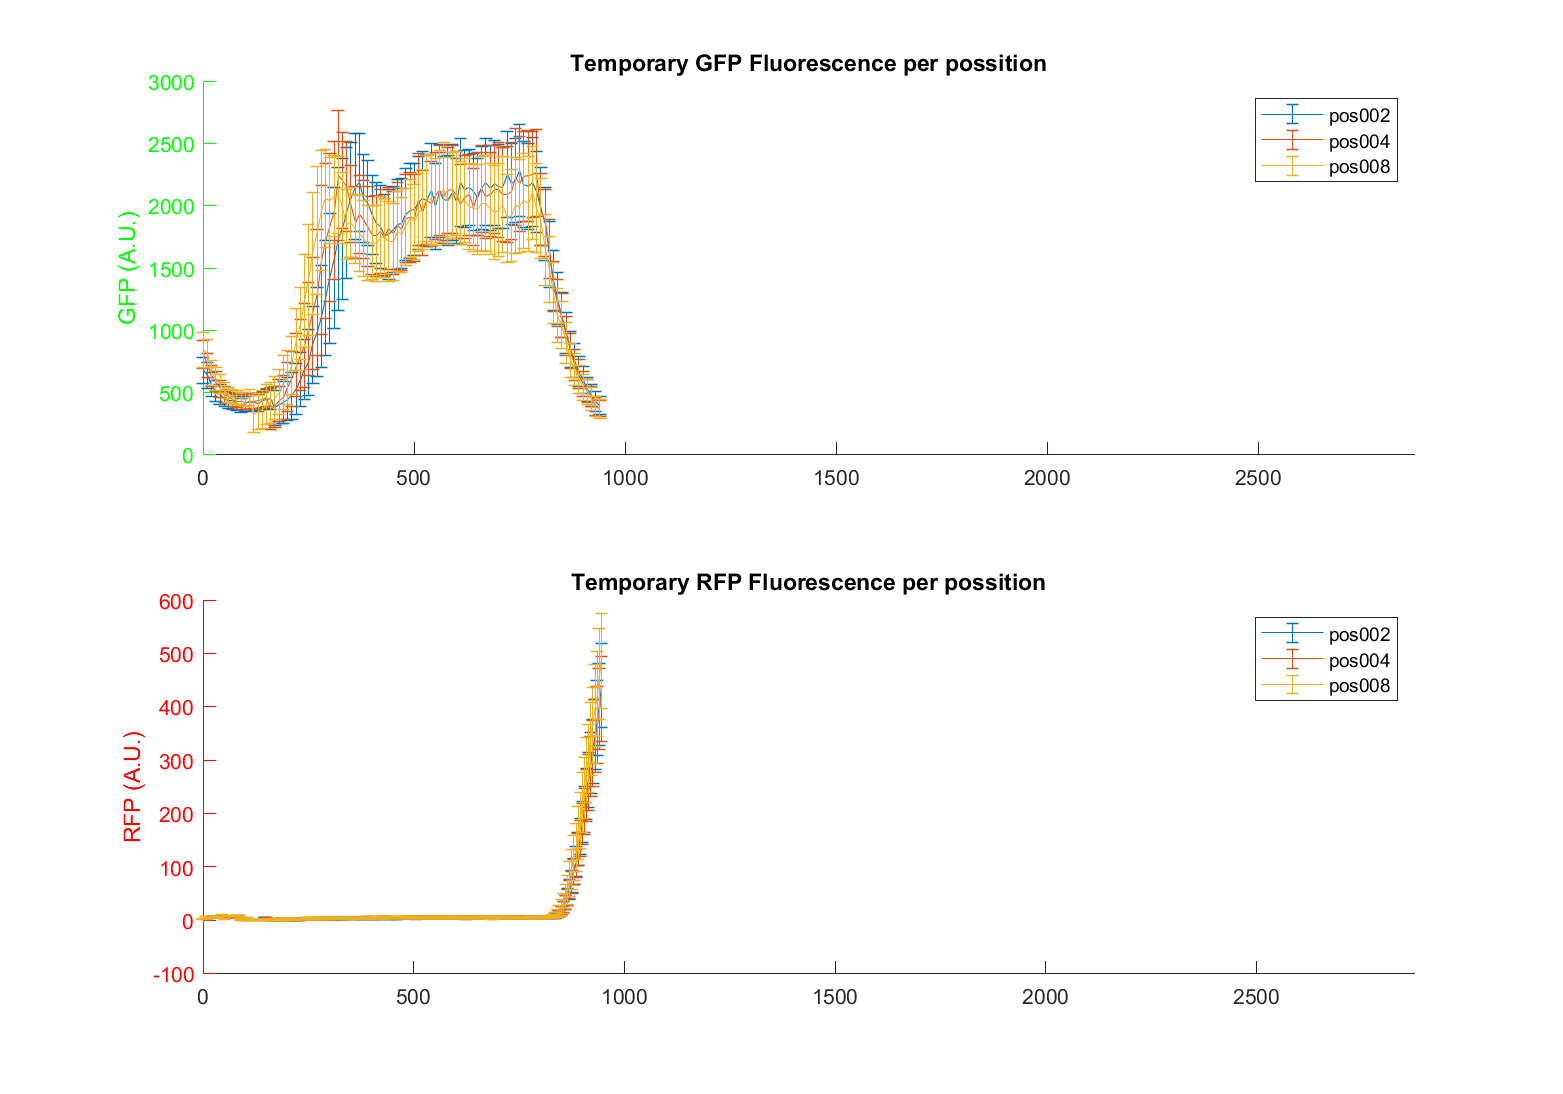 Temporary GFP Fluorescence per possition
GFP (A.U.)
3000
2500
2000
1500
1000
500
0
0 500 1000 1500 2000 2500
pos002
pos004
pos008
Temporary RFP Fluorescence per possition
RFP (A.U.)
600
500
400
300
200
100
0
-100
0 500 1000 1500 2000 2500
pos002
pos004
pos008